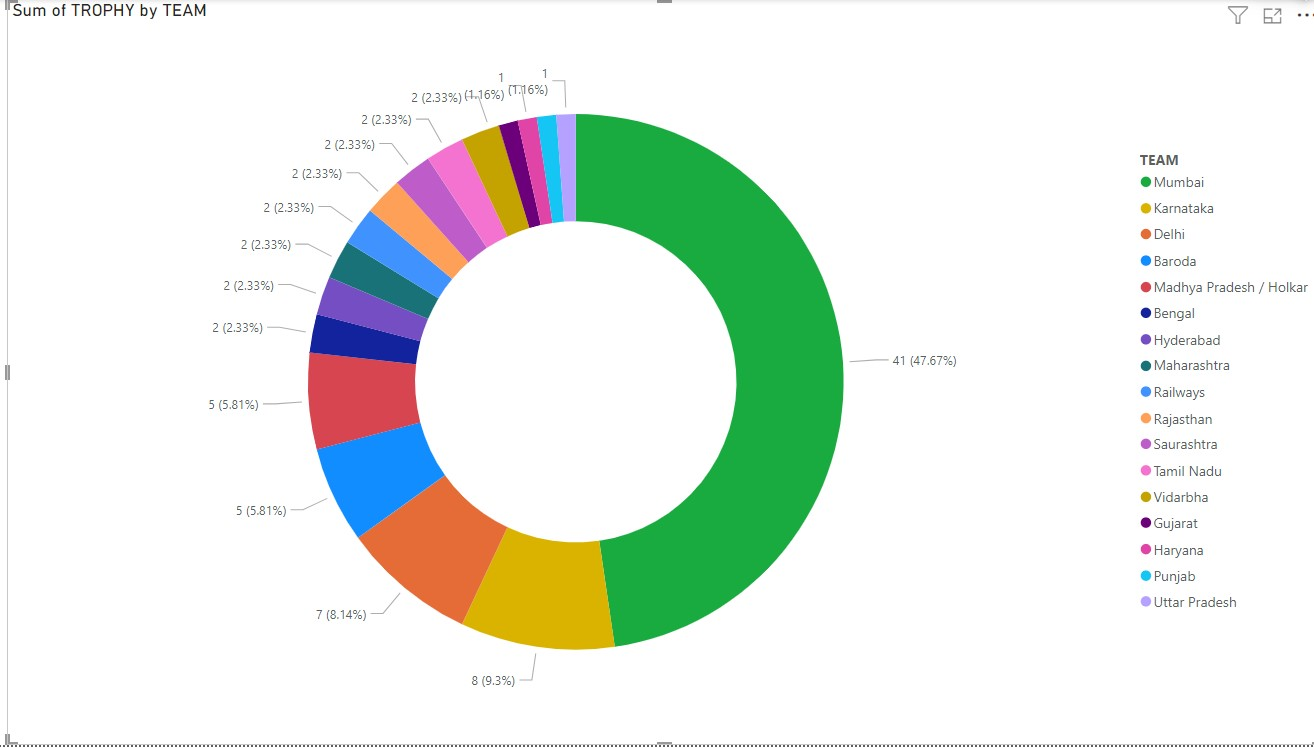 Sum of TROPHY by TEAM
1
1
2 (2.33%)
(1.16%)
(1.16%)
2 (2.33%)
2 (2.33%)
2 (2.33%)
2 (2.33%)
2 (2.33%)
2 (2.33%)
2 (2.33%)
41 (47.67%)
5 (5.81%)
5 (5.81%)
7 (8.14%)
8 (9.3%)
TEAM
Mumbai
Karnataka
Delhi
Baroda
Madhya Pradesh / Holkar
Bengal
Hyderabad
Maharashtra
Railways
Rajasthan
Saurashtra
Tamil Nadu
Vidarbha
Gujarat
Haryana
Punjab
Uttar Pradesh